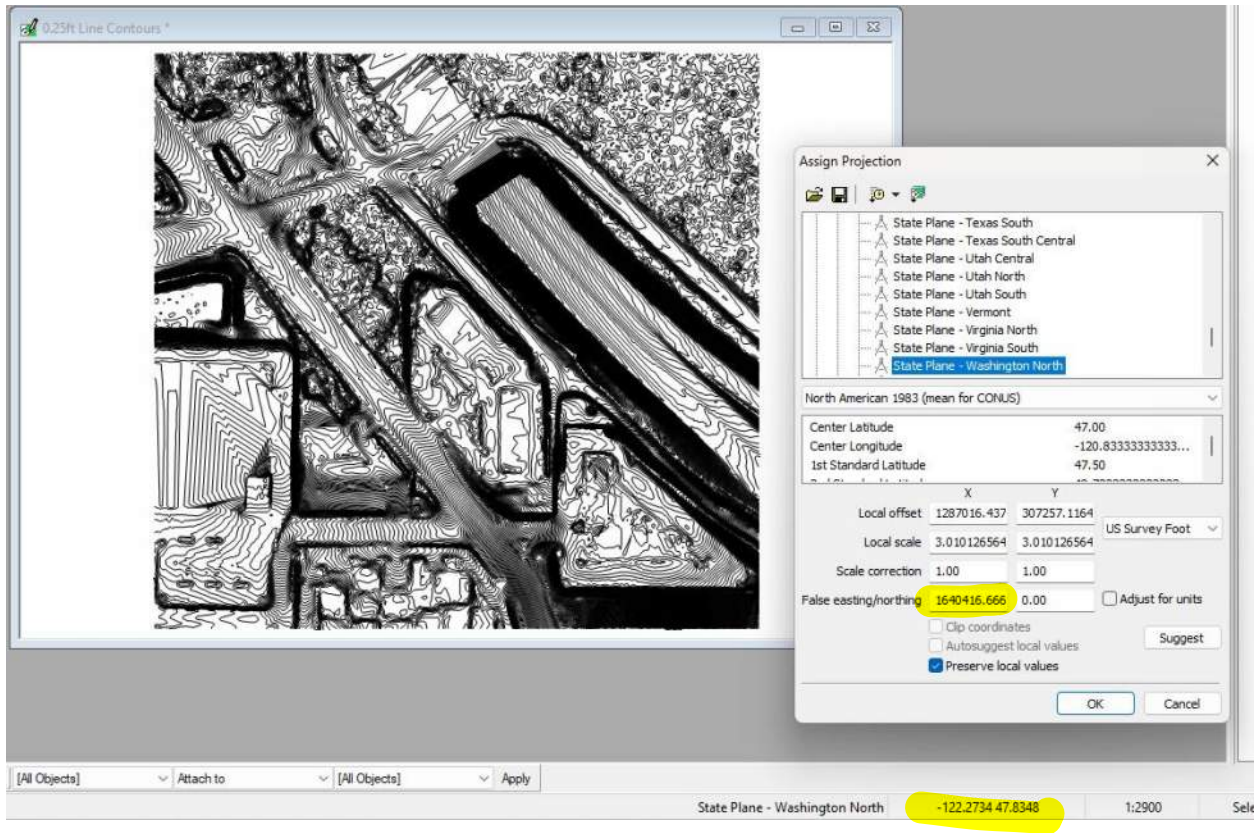 0.25ft Line Contours *
Assign Projection
State Plane - Texas South
State Plane - Texas South Central
State Plane - Utah Central
State Plane - Utah North
State Plane - Utah South
State Plane - Vermont
State Plane - Virginia North
State Plane - Virginia South
State Plane - Washington North
North American 1983 (mean for CONUS)
Center Latitude 47.00
Center Longitude -120.83333333333...
1st Standard Latitude 47.50
X Y
Local offset 1287016.437 307257.1164 US Survey Foot
Local scale 3.010126564 3.010126564
Scale correction 1.00 1.00
False easting/northing 1640416.666 0.00 Adjust for units
Clip coordinates
Autosuggest local values
Suggest
Preserve local values
OK Cancel
[All Objects] Attach to [All Objects] Apply
State Plane - Washington North -122.2734 47.8348 1:2900 Sele